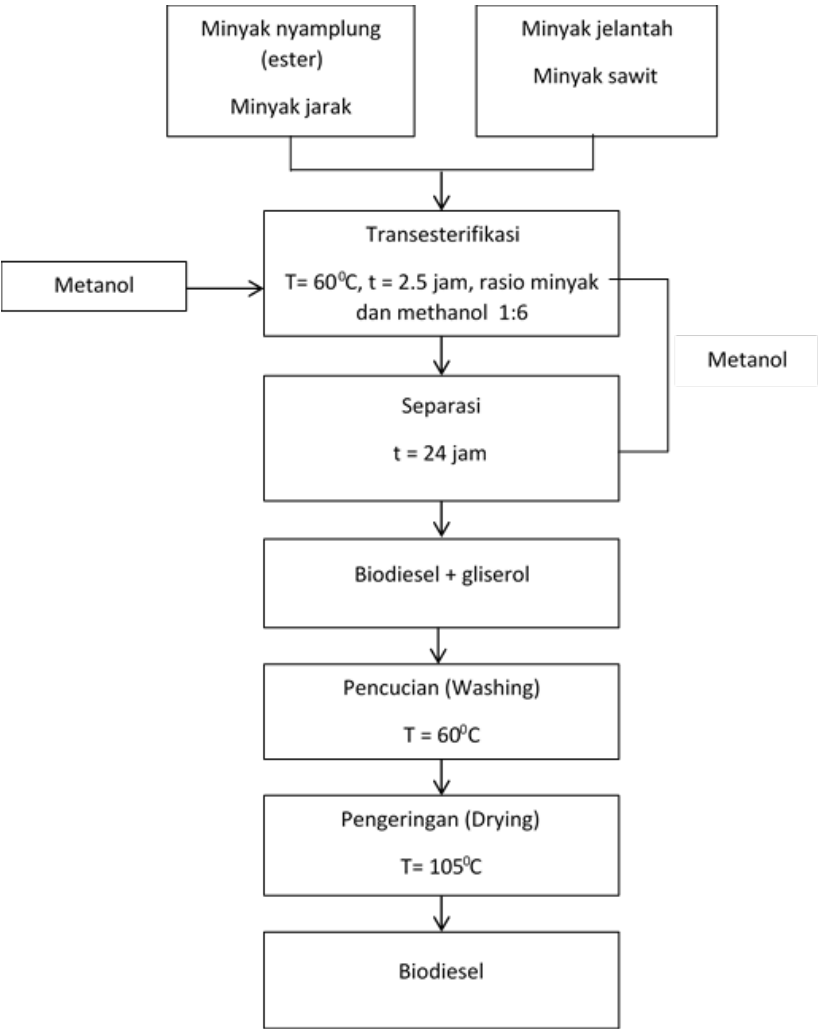 Minyak nyamplung
(ester)
Minyak jarak
Minyak jelantah
Minyak sawit
Transesterifikasi
T= 60⁰C, t = 2.5 jam, rasio minyak
dan methanol 1:6
Metanol
Metanol
Separasi
t = 24 jam
Biodiesel + gliserol
Pencucian (Washing)
T = 60⁰C
Pengeringan (Drying)
T= 105⁰C
Biodiesel